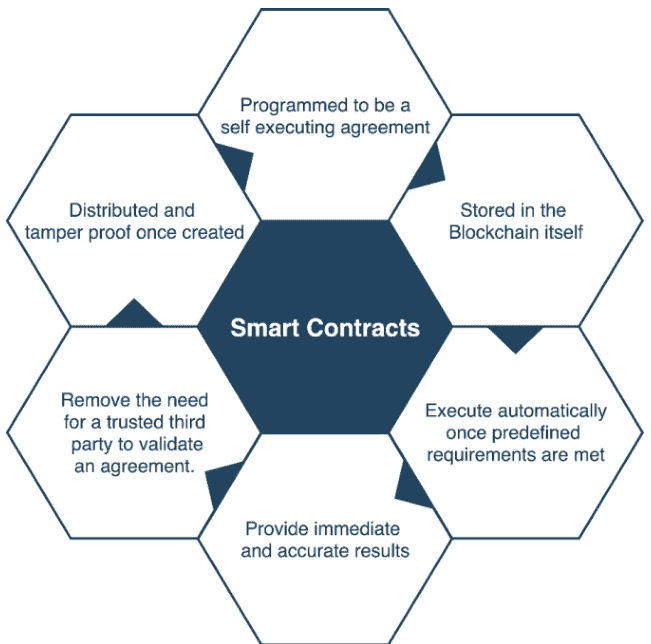 Programmed to be a
self executing agreement
Stored in the
Blockchain itself
Execute automatically
once predefined
requirements are met
Provide immediate
and accurate results
Remove the need
for a trusted third
party to validate
an agreement.
Distributed and
tamper proof once created
Smart Contracts